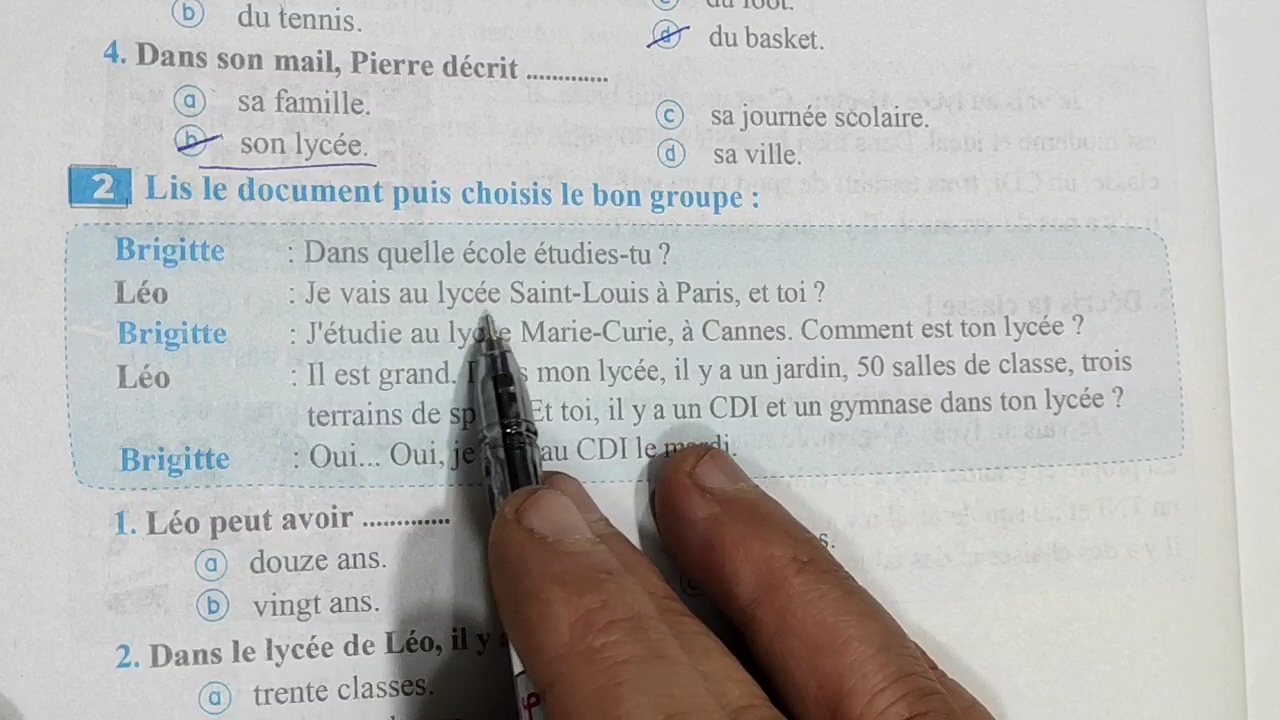 b du tennis.
du foot.
d du basket.
4. Dans son mail, Pierre décrit .............
a sa famille.
b son lycée.
c sa journée scolaire.
d sa ville.
2 Lis le document puis choisis le bon groupe :
Brigitte : Dans quelle école étudies-tu ?
Léo : Je vais au lycée Saint-Louis à Paris, et toi ?
Brigitte : J'étudie au lycée Marie-Curie, à Cannes. Comment est ton lycée ?
Léo : Il est grand. mon lycée, il y a un jardin, 50 salles de classe, trois
terrains de Et toi, il y a un CDI et un gymnase dans ton lycée ?
Brigitte : Oui... Oui, je au CDI le mardi.
1. Léo peut avoir .............
a douze ans.
b vingt ans.
2. Dans le lycée de Léo, il y
a trente classes.